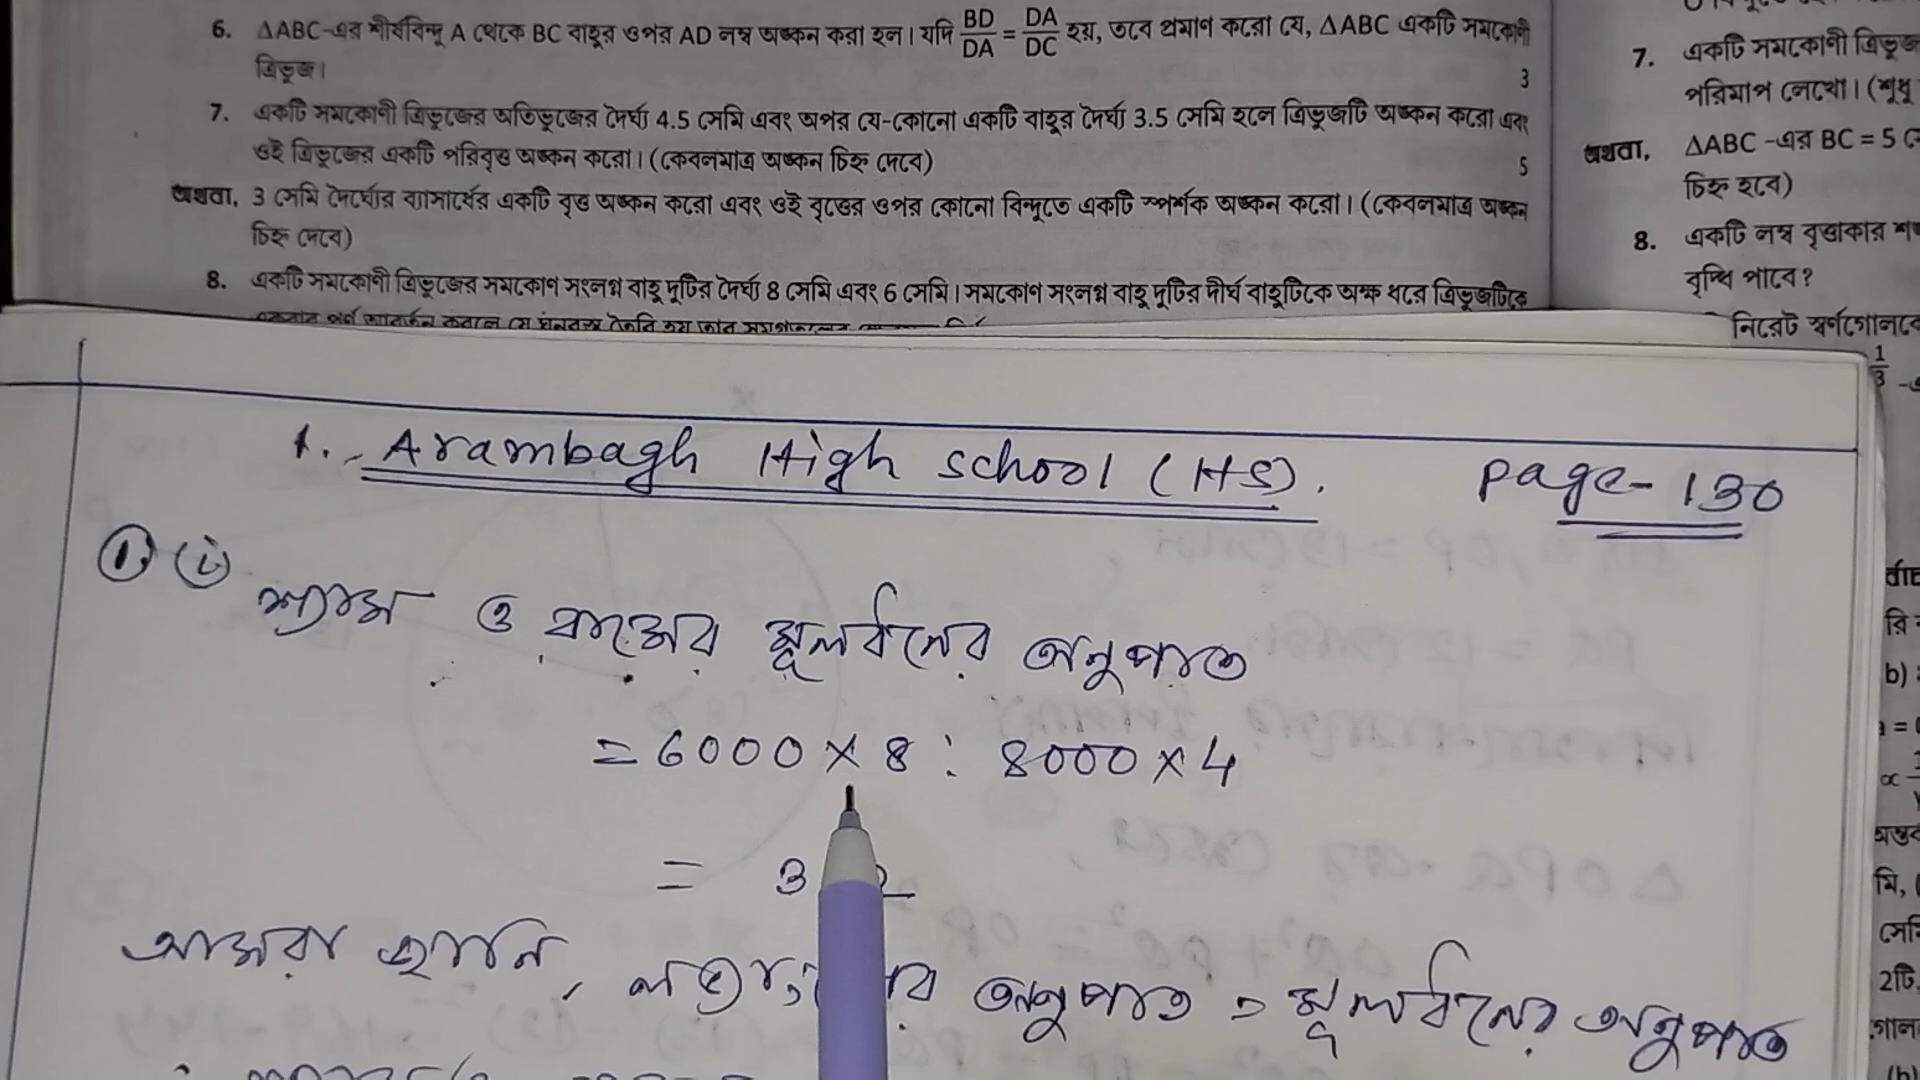 6. ΔABC-এর শীর্ষবিন্দু A থেকে BC বাহুর ওপর AD লম্ব অঙ্কন করা হল। যদি BD/DA = DA/DC হয়, তবে প্রমাণ করো যে, ΔABC একটি সমকোণী
ত্রিভুজ। 3
7. একটি সমকোণী ত্রিভুজের অতিভুজের দৈর্ঘ্য 4.5 সেমি এবং অপর যে-কোনো একটি বাহুর দৈর্ঘ্য 3.5 সেমি হলে ত্রিভুজটি অঙ্কন করো এবং
ওই ত্রিভুজের একটি পরিবৃত্ত অঙ্কন করো। (কেবলমাত্র অঙ্কন চিহ্ন দেবে) 5
অথবা, 3 সেমি দৈর্ঘ্যের ব্যাসার্ধের একটি বৃত্ত অঙ্কন করো এবং ওই বৃত্তের ওপর কোনো বিন্দুতে একটি স্পর্শক অঙ্কন করো। (কেবলমাত্র অঙ্কন
চিহ্ন দেবে)
8. একটি সমকোণী ত্রিভুজের সমকোণ সংলগ্ন বাহু দুটির দৈর্ঘ্য 8 সেমি এবং 6 সেমি। সমকোণ সংলগ্ন বাহু দুটির দীর্ঘ বাহুটিকে অক্ষ ধরে ত্রিভুজটিকে
7. একটি সমকোণী ত্রিভুজ
পরিমাপ লেখো। (শুধু
অথবা, ΔABC -এর BC = 5
চিহ্ন হবে)
8. একটি লম্ব বৃত্তাকার
বৃদ্ধি পাবে?
নিরেট স্বর্ণগোলকে
1/3
1. Arambagh High school (HS). page-130
1. (i) শ্যাম ও রামের মূলধনের অনুপাত
= 6000 × 8 : 8000 × 4
= 3
আমরা জানি, অনুপাত = মূলধনের অনুপাত
b)
2টি
(b)